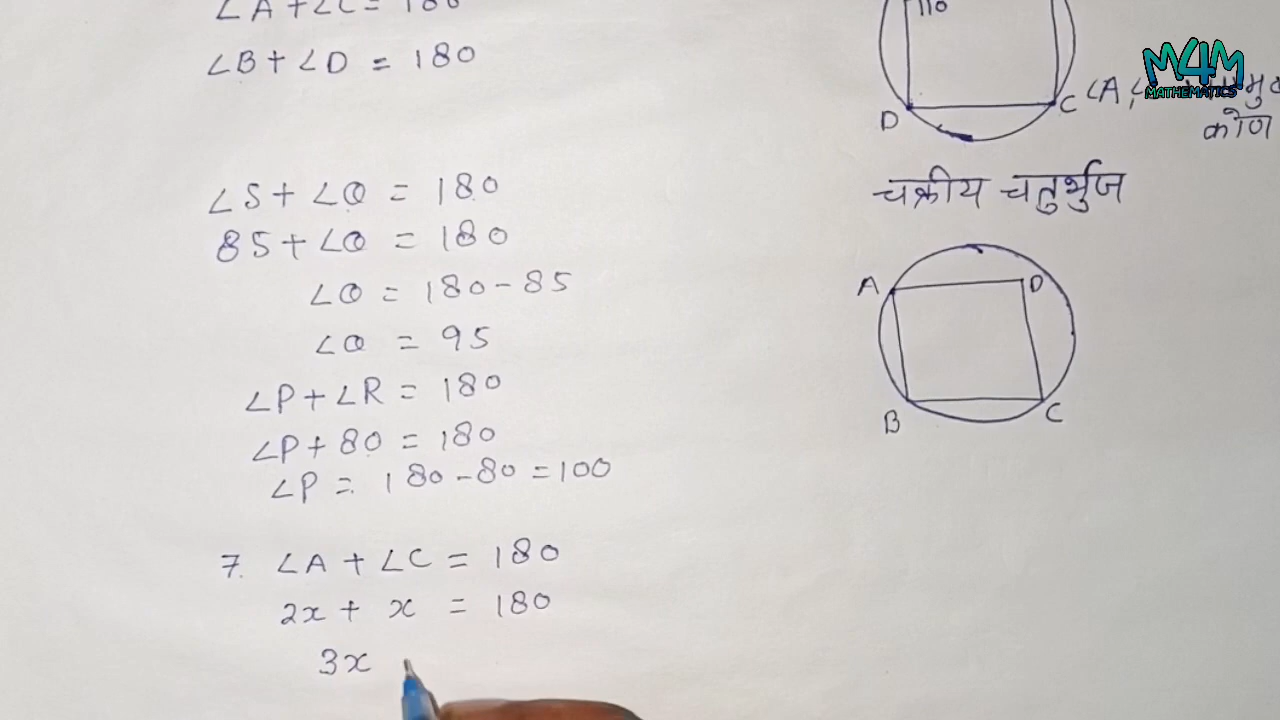 ∠A+∠C= 180
∠B+∠D = 180
∠S+ ∠Q = 180
85+∠Q = 180
∠Q = 180-85
∠Q = 95
∠P+∠R = 180
∠P+80 = 180
∠P = 180-80 =100
7. ∠A + ∠C = 180
2x + x = 180
3x
110
D
C
∠A,
कोण
M4M
MATHEMATICS
चक्रीय चतुर्भुज
A
D
B
C